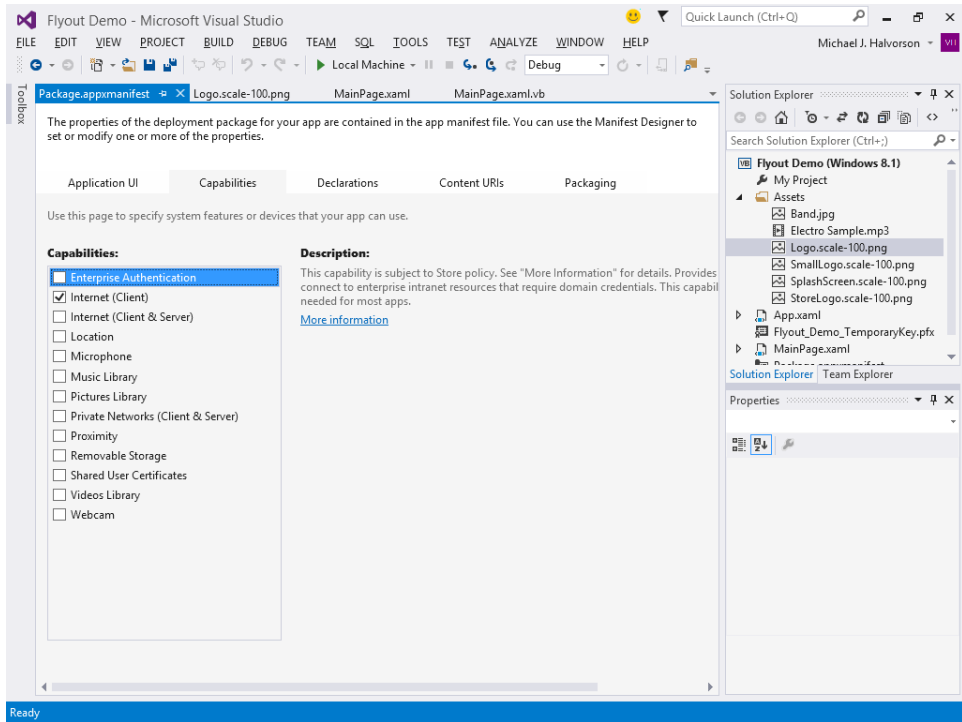 Flyout Demo - Microsoft Visual Studio
Quick Launch (Ctrl+Q)
FILE EDIT VIEW PROJECT BUILD DEBUG TEAM SQL TOOLS TEST ANALYZE WINDOW HELP
Michael J. Halvorson
Local Machine
Debug
Toolbox
Package.appxmanifest
Logo.scale-100.png
MainPage.xaml
MainPage.xaml.vb
The properties of the deployment package for your app are contained in the app manifest file. You can use the Manifest Designer to
set or modify one or more of the properties.
Application UI
Capabilities
Declarations
Content URIs
Packaging
Use this page to specify system features or devices that your app can use.
Capabilities:
Enterprise Authentication
Internet (Client)
Internet (Client & Server)
Location
Microphone
Music Library
Pictures Library
Private Networks (Client & Server)
Proximity
Removable Storage
Shared User Certificates
Videos Library
Webcam
Description:
This capability is subject to Store policy. See "More Information" for details. Provides
connect to enterprise intranet resources that require domain credentials. This capabil
needed for most apps.
More information
Solution Explorer
Search Solution Explorer (Ctrl+;)
VB Flyout Demo (Windows 8.1)
My Project
Assets
Band.jpg
Electro Sample.mp3
Logo.scale-100.png
SmallLogo.scale-100.png
SplashScreen.scale-100.png
StoreLogo.scale-100.png
App.xaml
Flyout_Demo_TemporaryKey.pfx
MainPage.xaml
Solution Explorer
Team Explorer
Properties
Ready